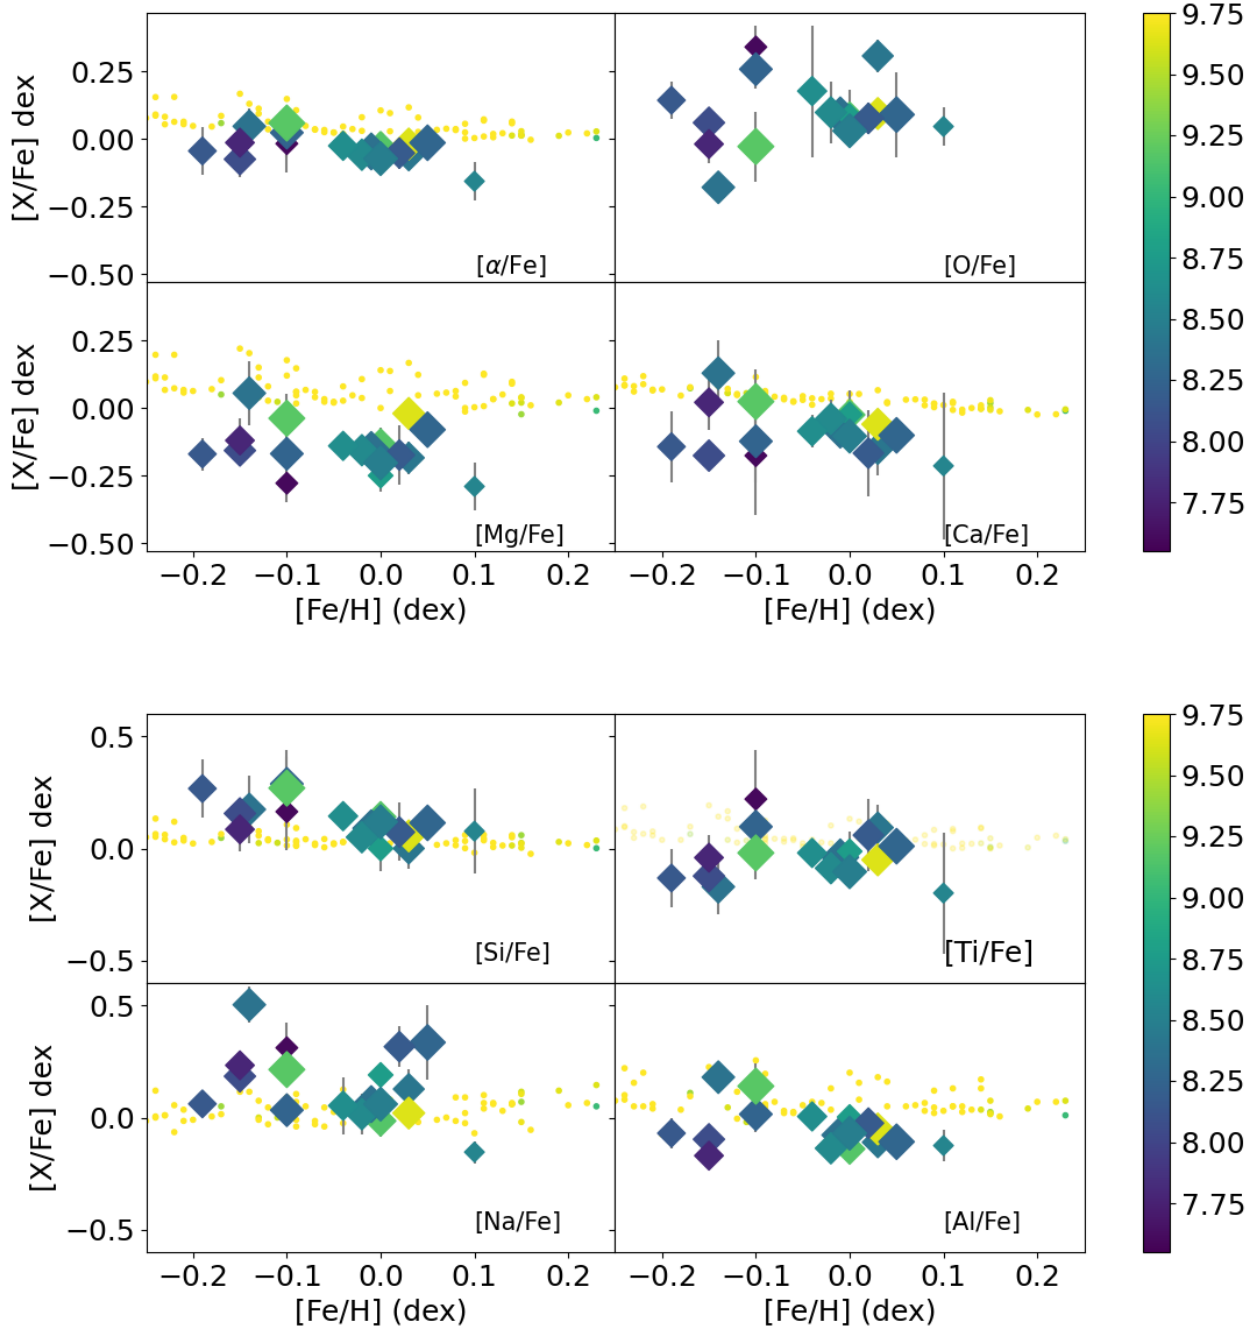 [X/Fe] dex
0.25
0.00
−0.25
−0.50
[α/Fe]
[O/Fe]
[X/Fe] dex
0.25
0.00
−0.25
−0.50
[Mg/Fe]
[Ca/Fe]
−0.2 −0.1 0.0 0.1 0.2
−0.2 −0.1 0.0 0.1 0.2
[Fe/H] (dex)
[Fe/H] (dex)
9.75
9.50
9.25
9.00
8.75
8.50
8.25
8.00
7.75
[X/Fe] dex
0.5
0.0
−0.5
[Si/Fe]
[Ti/Fe]
[X/Fe] dex
0.5
0.0
−0.5
[Na/Fe]
[Al/Fe]
−0.2 −0.1 0.0 0.1 0.2
−0.2 −0.1 0.0 0.1 0.2
[Fe/H] (dex)
[Fe/H] (dex)
9.75
9.50
9.25
9.00
8.75
8.50
8.25
8.00
7.75